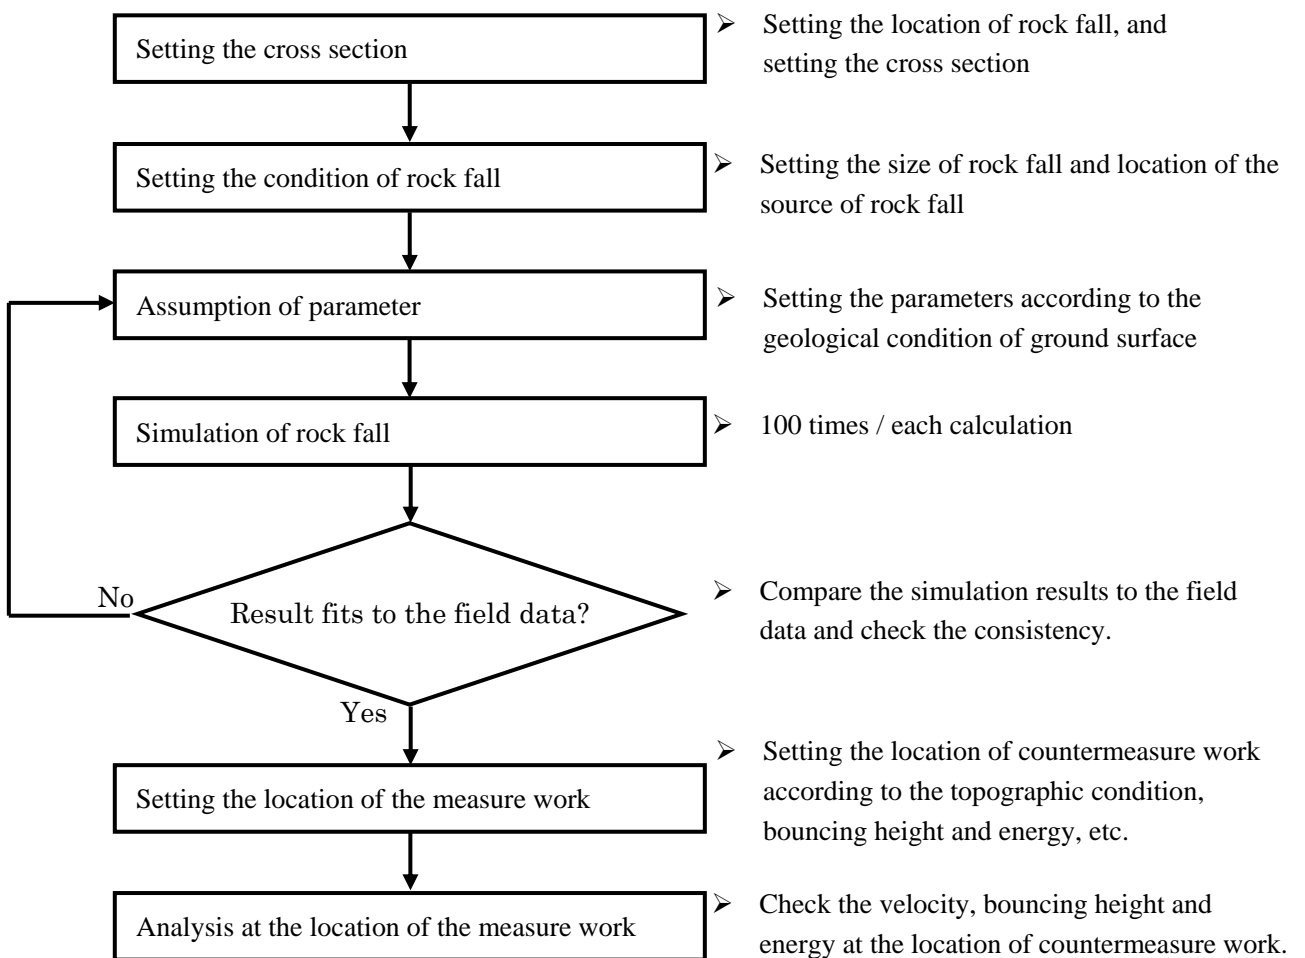 Setting the cross section
➢ Setting the location of rock fall, and
setting the cross section
Setting the condition of rock fall
➢ Setting the size of rock fall and location of the
source of rock fall
Assumption of parameter
➢ Setting the parameters according to the
geological condition of ground surface
Simulation of rock fall
➢ 100 times / each calculation
No
Result fits to the field data?
➢ Compare the simulation results to the field
data and check the consistency.
Yes
Setting the location of the measure work
➢ Setting the location of countermeasure work
according to the topographic condition,
bouncing height and energy, etc.
Analysis at the location of the measure work
➢ Check the velocity, bouncing height and
energy at the location of countermeasure work.